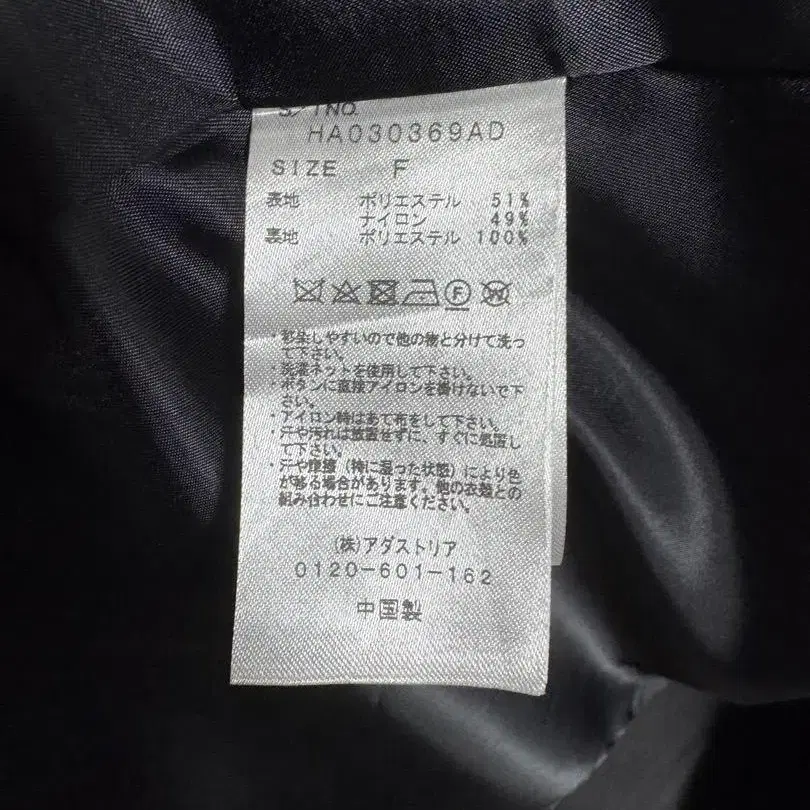 S/T NO.
HA030369AD
SIZE F
表地 ポリエステル 51%
ナイロン 49%
裏地 ポリエステル 100%
F
W
・移染しやすいので他の物と分けて洗っ
て下さい。
・洗濯ネットを使用して下さい。
・ボタンに直接アイロンを掛けないで下
さい。
・アイロン時はあて布をして下さい。
・汗や汚れは放置せずに、すぐに処置し
て下さい。
・汗や摩擦（特に湿った状態）により色
が移る場合があります。他の衣類との
組み合わせにご注意ください。
(株)アダストリア
0120-601-162
中国製